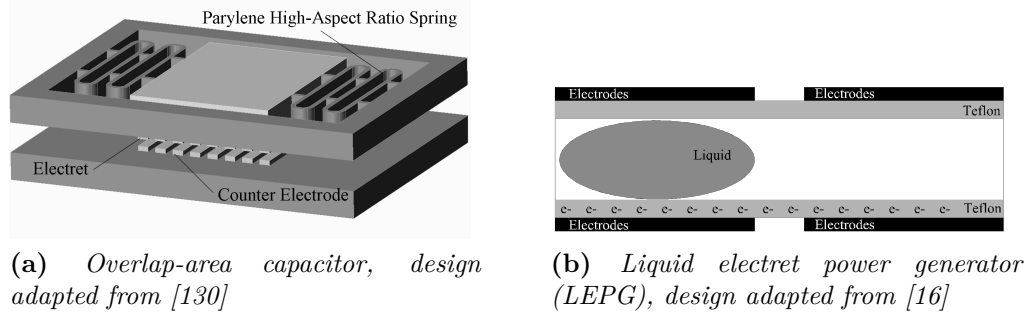 Parylene High-Aspect Ratio Spring
Electret
Counter Electrode
(a) Overlap-area capacitor, design
adapted from [130]
Electrodes Electrodes
Teflon
Liquid
e- e- e- e- e- e- e- e- e- e- e- e- e- e- e- Teflon
Electrodes Electrodes
(b) Liquid electret power generator
(LEPG), design adapted from [16]